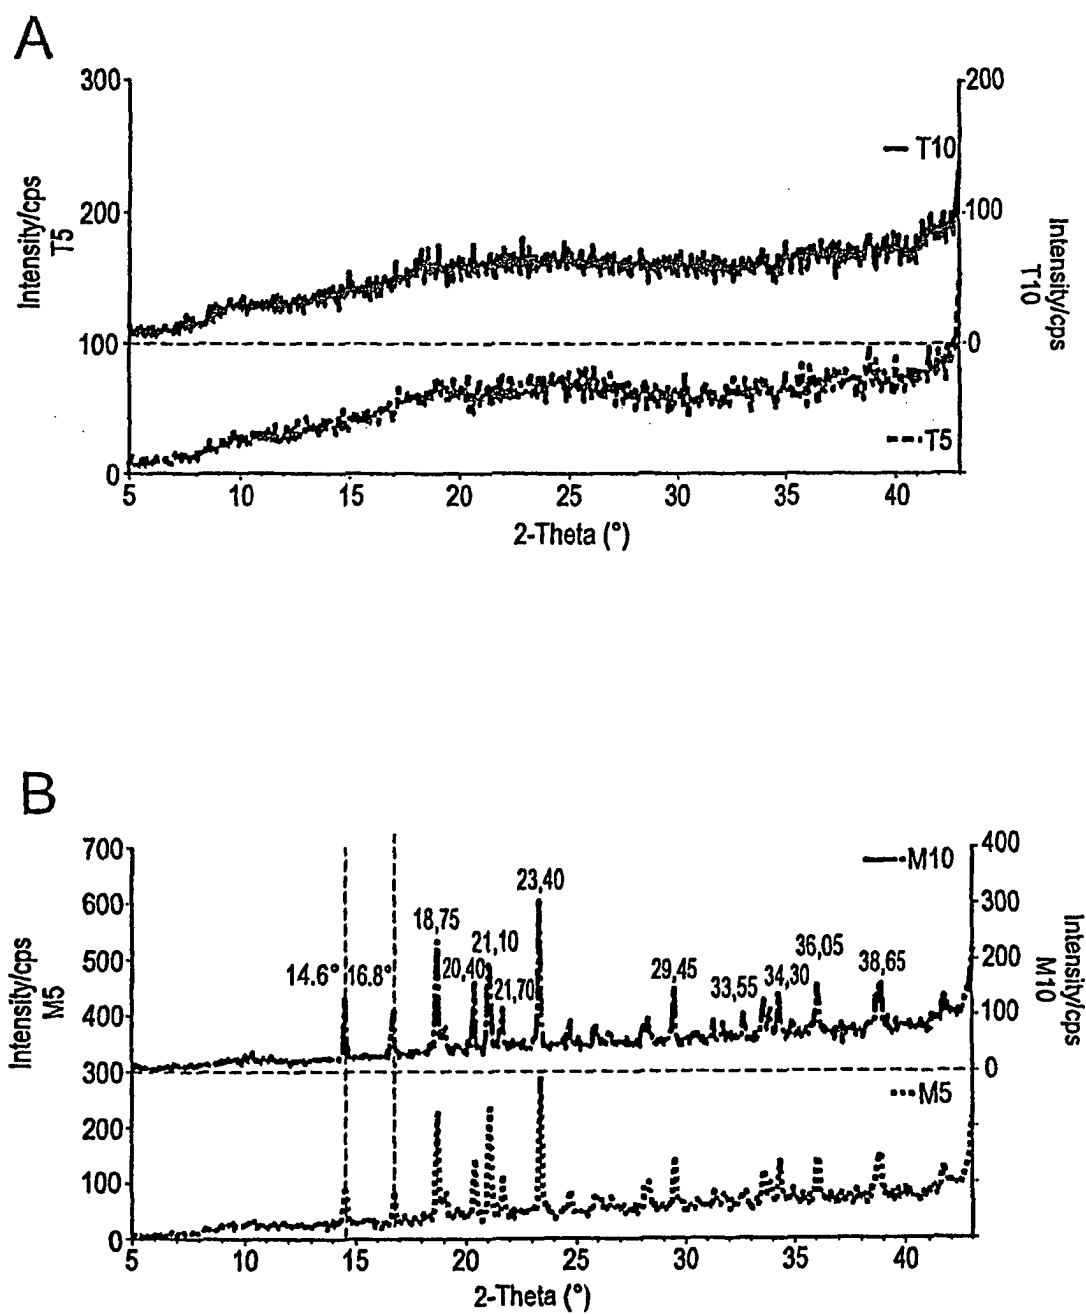 A
300
200
100
0
Intensity/cps
T5
200
100
0
Intensity/cps
T10
T10
T5
5 10 15 20 25 30 35 40
2-Theta (°)
B
700
600
500
400
300
200
100
0
Intensity/cps
M5
400
300
200
100
0
Intensity/cps
M10
M10
M5
14.6° 16.8°
18,75
20,40
21,10
21,70
23,40
29,45
33,55
34,30
36,05
38,65
5 10 15 20 25 30 35 40
2-Theta (°)